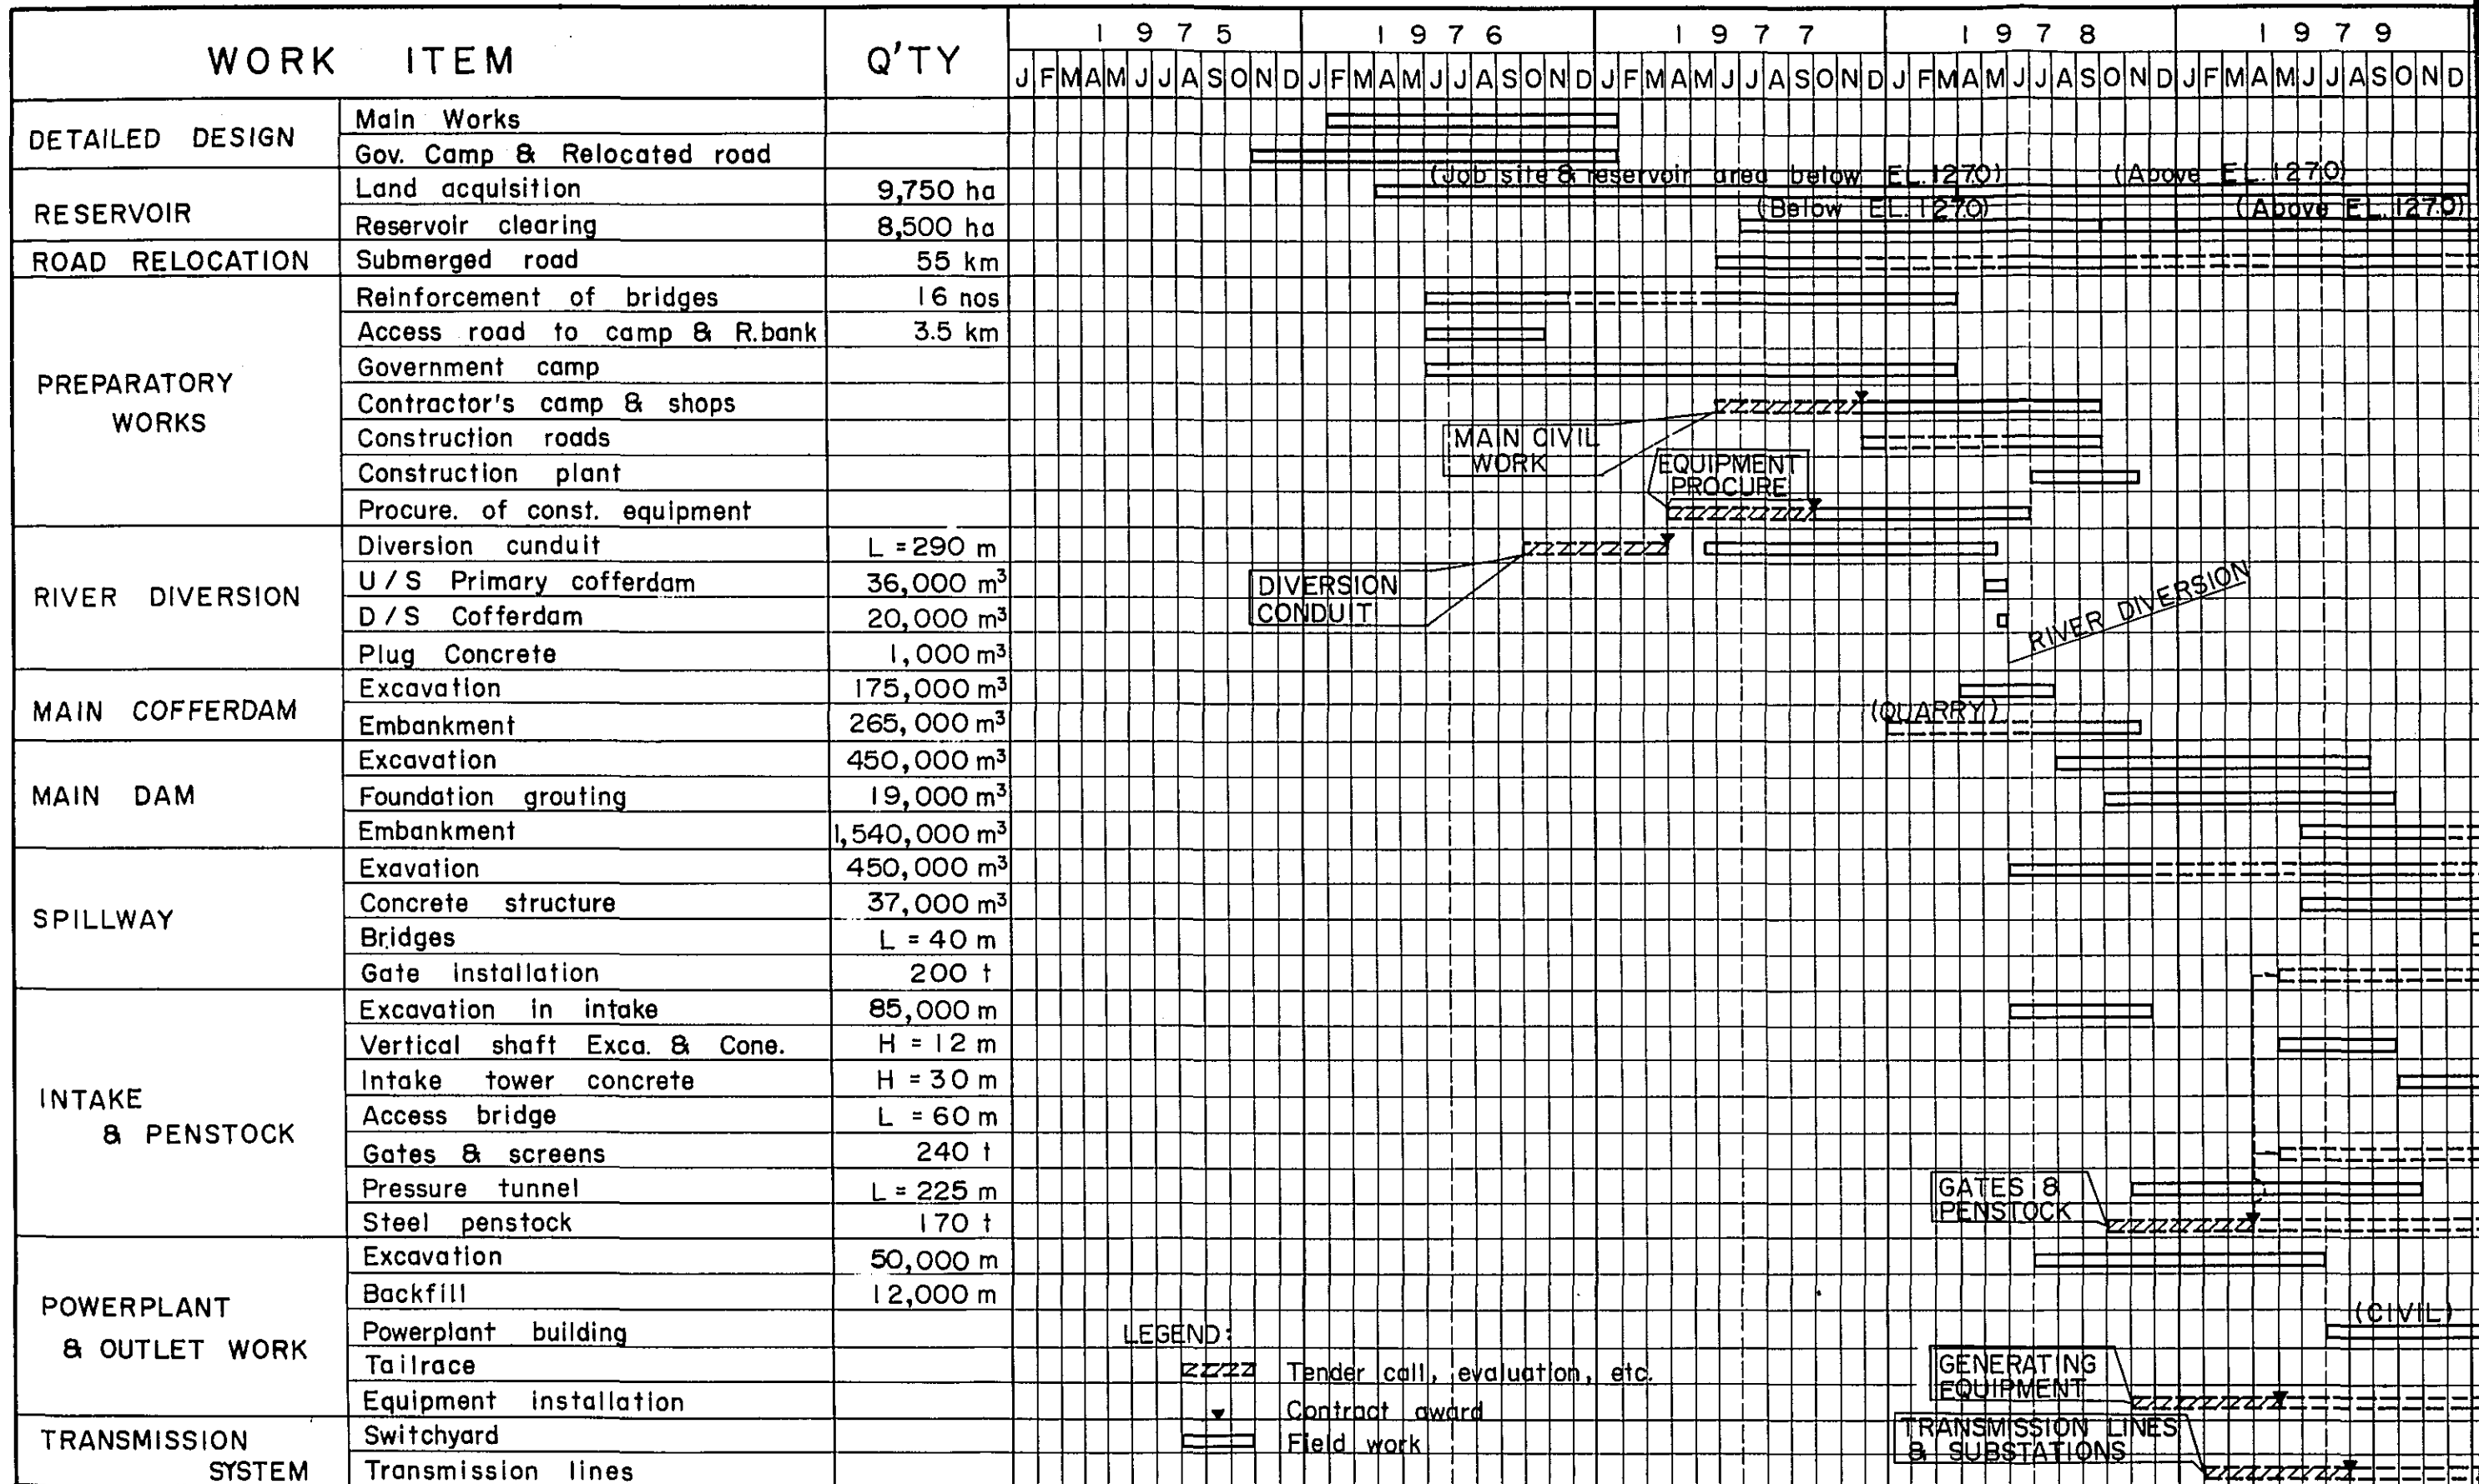 WORK ITEM Q'TY
1975 1976 1977 1978 1979
J F M A M J J A S O N D J F M A M J J A S O N D J F M A M J J A S O N D J F M A M J J A S O N D J F M A M J J A S O N D
DETAILED DESIGN
Main Works
Gov. Camp & Relocated road
RESERVOIR
Land acquisition 9,750 ha
(Job site & reservoir area below EL.1270) (Above EL.1270)
Reservoir clearing 8,500 ha
(Below EL.1270) (Above EL.1270)
ROAD RELOCATION
Submerged road 55 km
PREPARATORY
WORKS
Reinforcement of bridges 16 nos
Access road to camp & R.bank 3.5 km
Government camp
Contractor's camp & shops
Construction roads
MAIN CIVIL
WORK
Construction plant
EQUIPMENT
PROCURE
Procure. of const. equipment
RIVER DIVERSION
Diversion cunduit L = 290 m
U/S Primary cofferdam 36,000 m³
DIVERSION
CONDUIT
D/S Cofferdam 20,000 m³
RIVER DIVERSION
Plug Concrete 1,000 m³
MAIN COFFERDAM
Excavation 175,000 m³
(QUARRY)
Embankment 265,000 m³
MAIN DAM
Excavation 450,000 m³
Foundation grouting 19,000 m³
Embankment 1,540,000 m³
SPILLWAY
Exavation 450,000 m³
Concrete structure 37,000 m³
Bridges L = 40 m
Gate installation 200 t
INTAKE
& PENSTOCK
Excavation in intake 85,000 m
Vertical shaft Exca. & Cone. H = 12 m
Intake tower concrete H = 30 m
Access bridge L = 60 m
Gates & screens 240 t
Pressure tunnel L = 225 m
GATES &
PENSTOCK
Steel penstock 170 t
POWERPLANT
& OUTLET WORK
Excavation 50,000 m
Backfill 12,000 m
(CIVIL)
Powerplant building
Tailrace
GENERATING
EQUIPMENT
Equipment installation
TRANSMISSION
SYSTEM
Switchyard
TRANSMISSION LINES
& SUBSTATIONS
Transmission lines
LEGEND:
Tender call, evaluation, etc.
Contract award
Field work